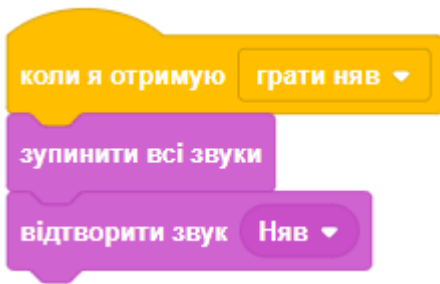 коли я отримую грати няв
зупинити всі звуки
відтворити звук Няв